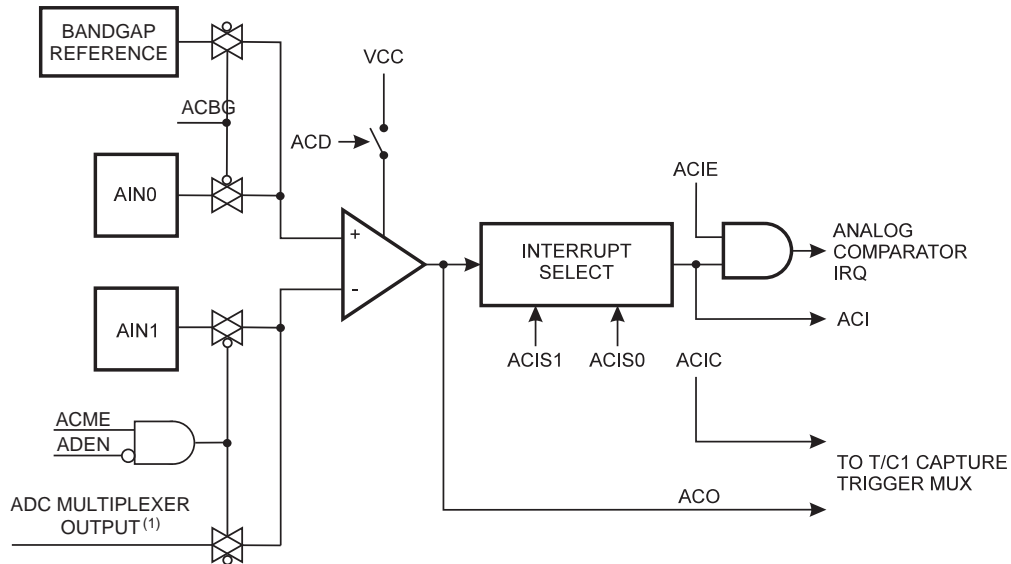 BANDGAP
REFERENCE
VCC
ACBG
ACD
AIN0
ACIE
+
INTERRUPT
SELECT
ANALOG
COMPARATOR
IRQ
-
AIN1
ACI
ACIS1
ACIS0
ACIC
ACME
ADEN
TO T/C1 CAPTURE
TRIGGER MUX
ADC MULTIPLEXER
OUTPUT (1)
ACO